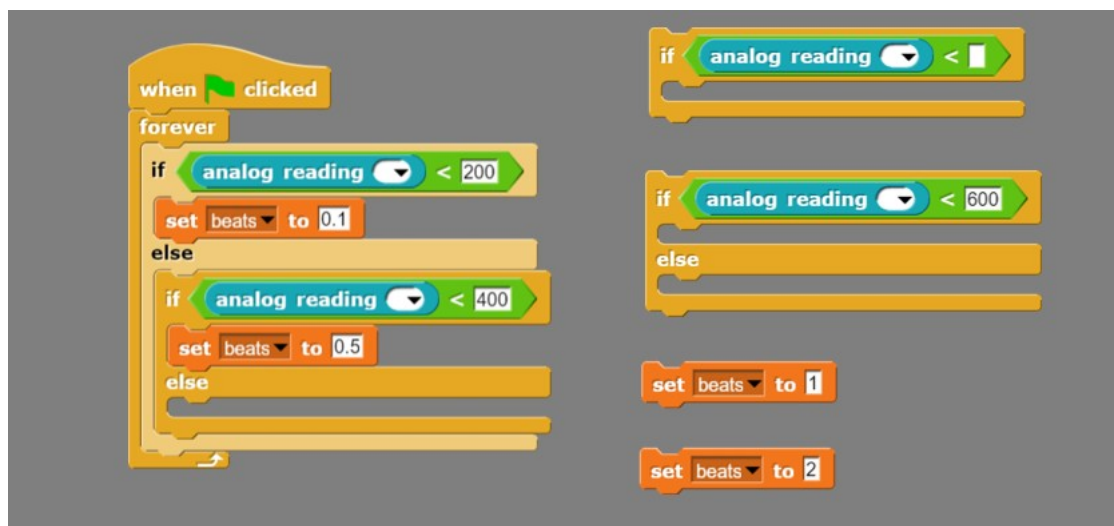 when clicked
forever
if analog reading < 200
set beats to 0.1
else
if analog reading < 400
set beats to 0.5
else
if analog reading <
if analog reading < 600
else
set beats to 1
set beats to 2